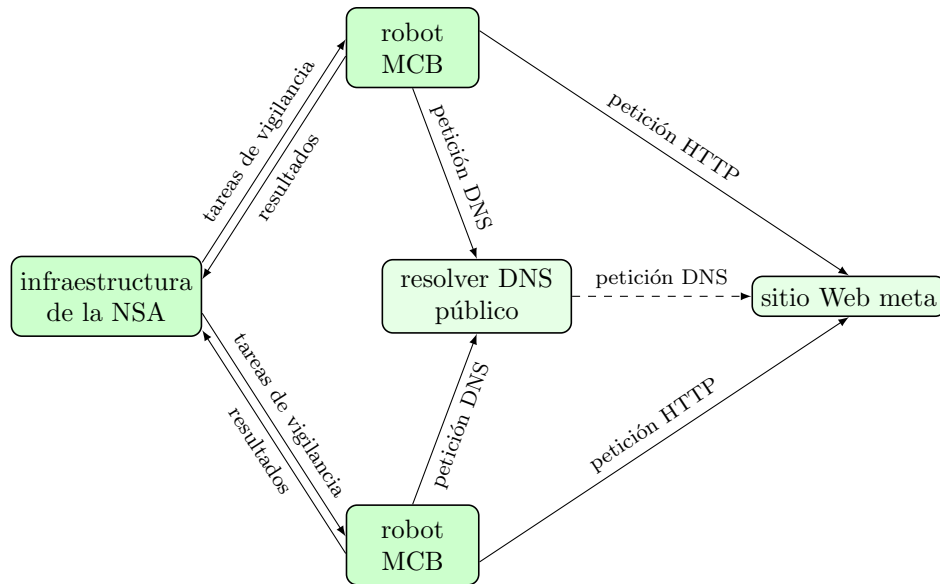 robot
MCB
tareas de vigilancia
resultados
petición DNS
petición HTTP
infraestructura
de la NSA
resolver DNS
público
petición DNS
sitio Web meta
tareas de vigilancia
resultados
petición DNS
petición HTTP
robot
MCB